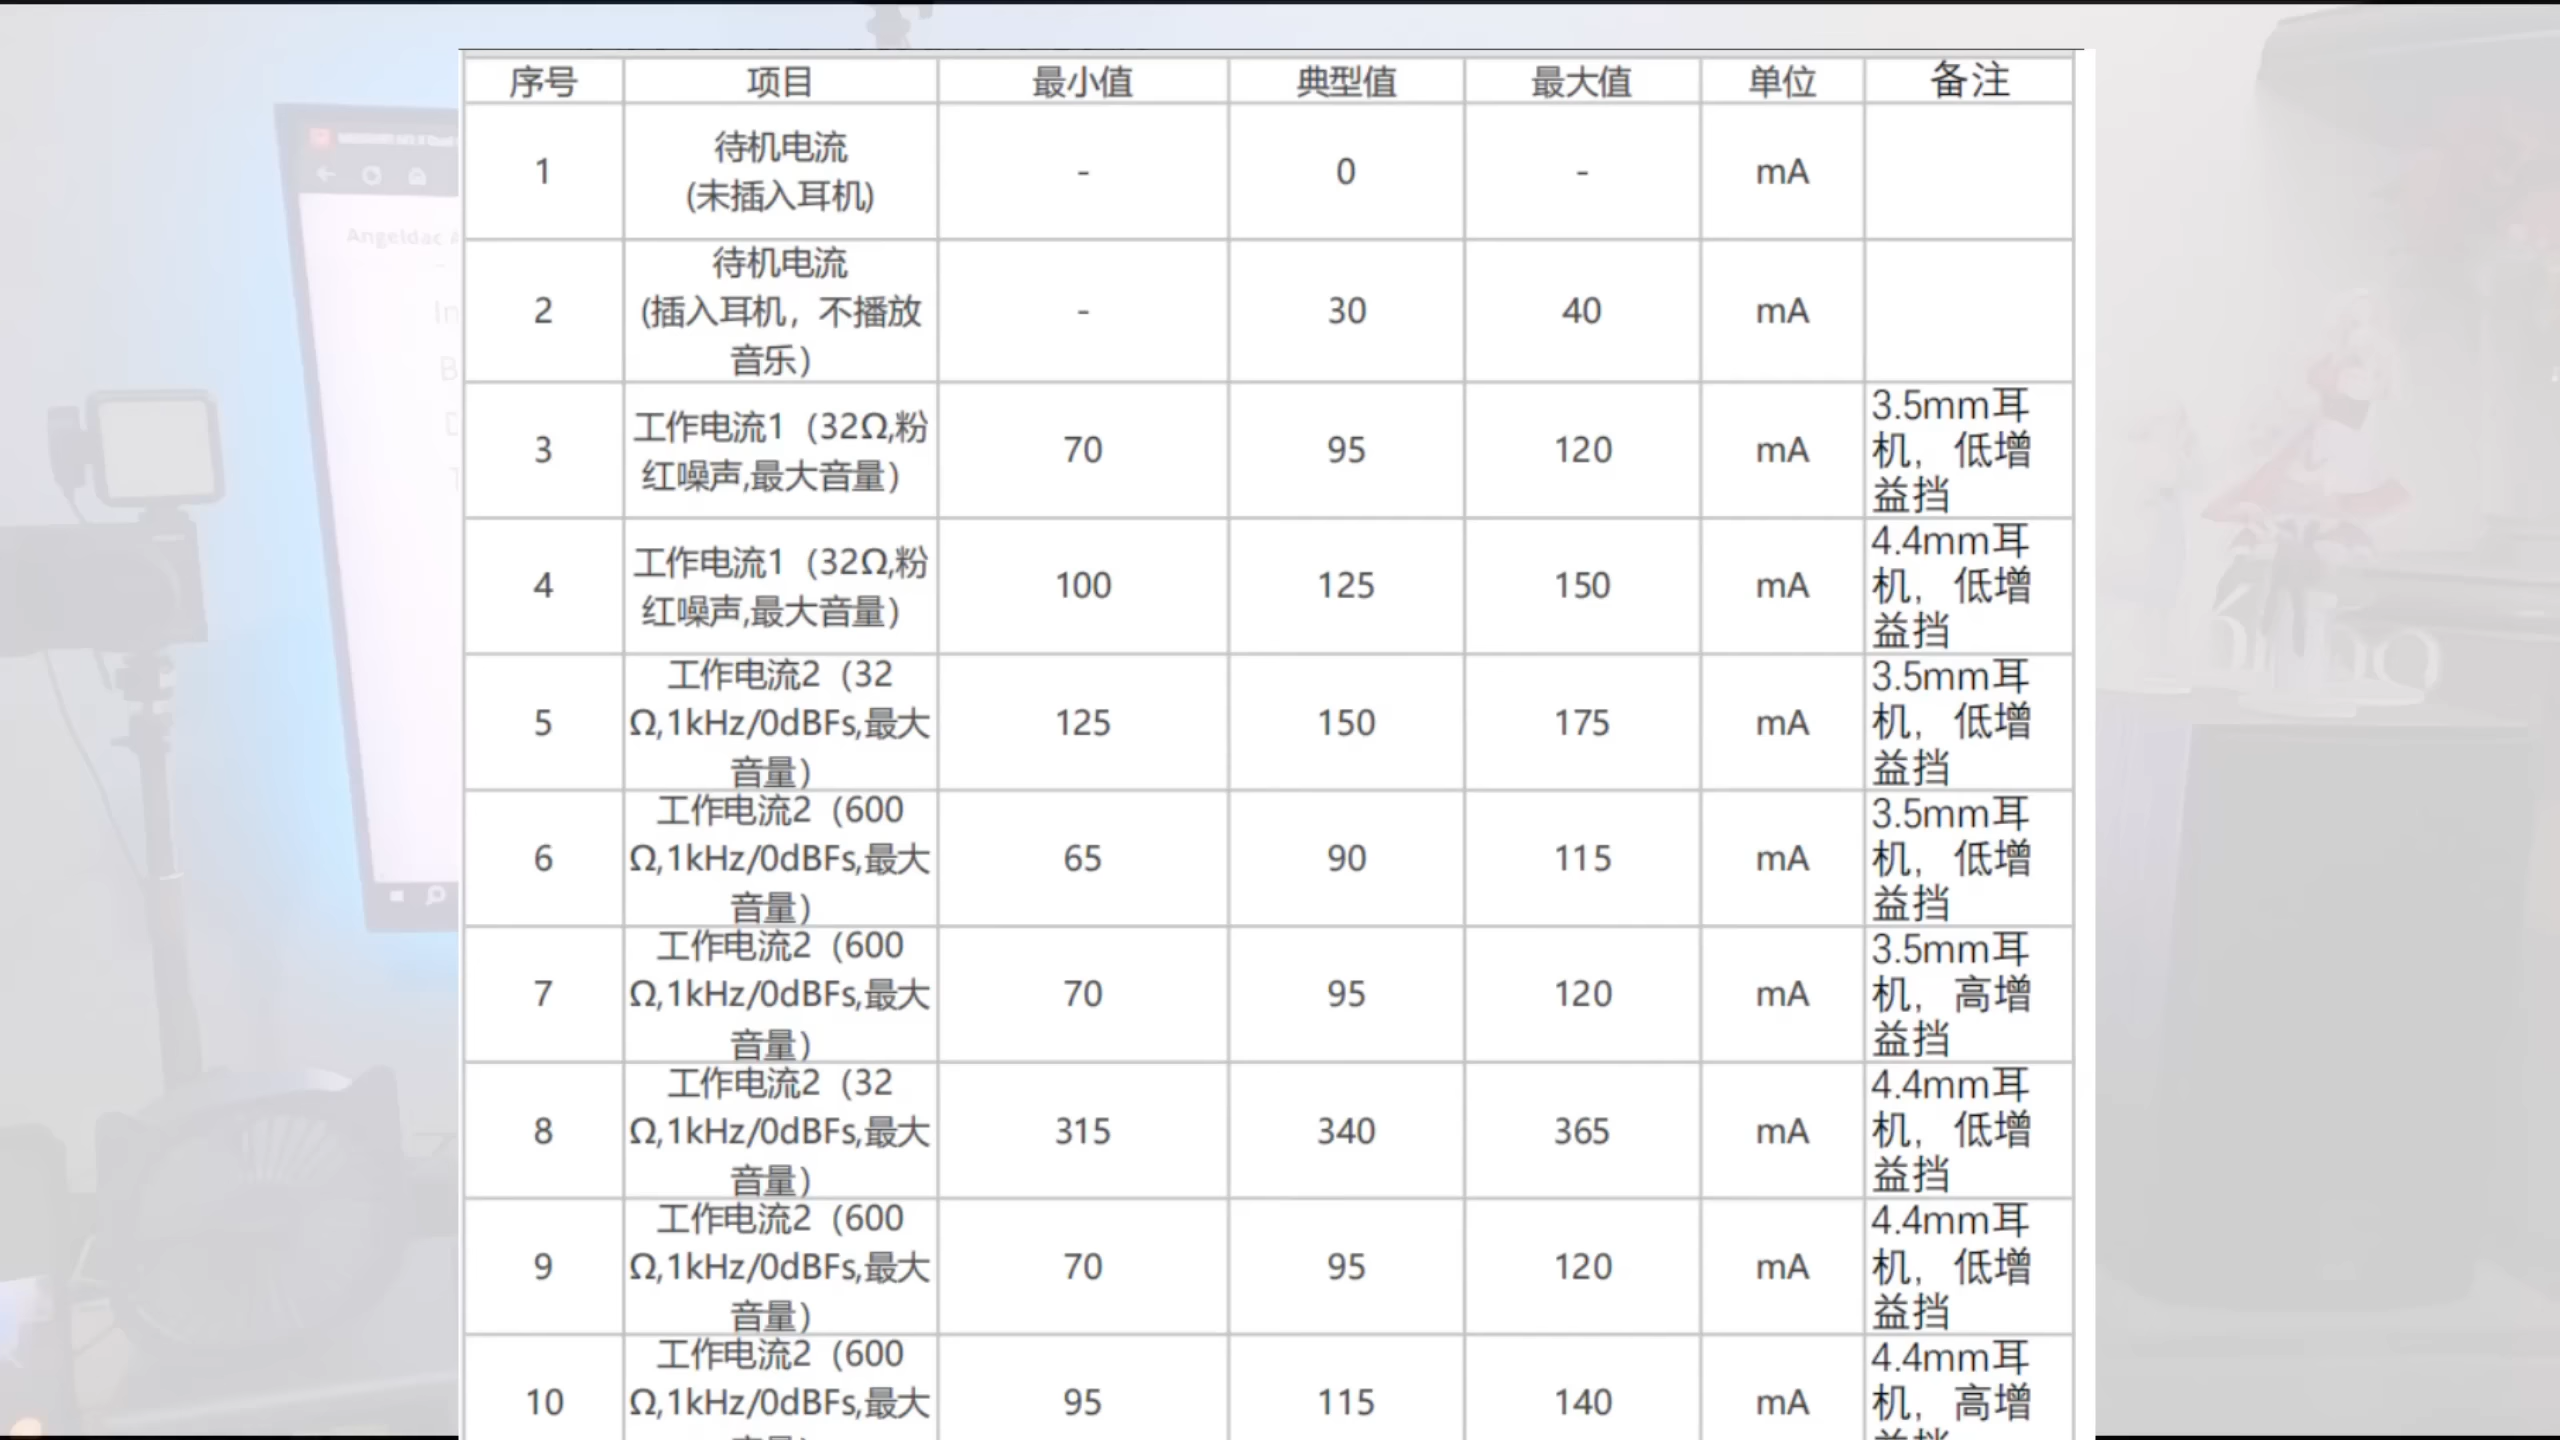 序号 项目 最小值 典型值 最大值 单位 备注
1 待机电流 - 0 - mA
(未插入耳机)
2 待机电流 - 30 40 mA
(插入耳机，不播放
音乐）
3 工作电流1（32Ω,粉 70 95 120 mA 3.5mm耳
红噪声,最大音量） 机，低增
益挡
4 工作电流1（32Ω,粉 100 125 150 mA 4.4mm耳
红噪声,最大音量） 机，低增
益挡
5 工作电流2（32 125 150 175 mA 3.5mm耳
Ω,1kHz/0dBFs,最大 机，低增
音量） 益挡
6 工作电流2（600 65 90 115 mA 3.5mm耳
Ω,1kHz/0dBFs,最大 机，低增
音量） 益挡
7 工作电流2（600 70 95 120 mA 3.5mm耳
Ω,1kHz/0dBFs,最大 机，高增
音量） 益挡
8 工作电流2（32 315 340 365 mA 4.4mm耳
Ω,1kHz/0dBFs,最大 机，低增
音量） 益挡
9 工作电流2（600 70 95 120 mA 4.4mm耳
Ω,1kHz/0dBFs,最大 机，低增
音量） 益挡
10 工作电流2（600 95 115 140 mA 4.4mm耳
Ω,1kHz/0dBFs,最大 机，高增
Angeldac